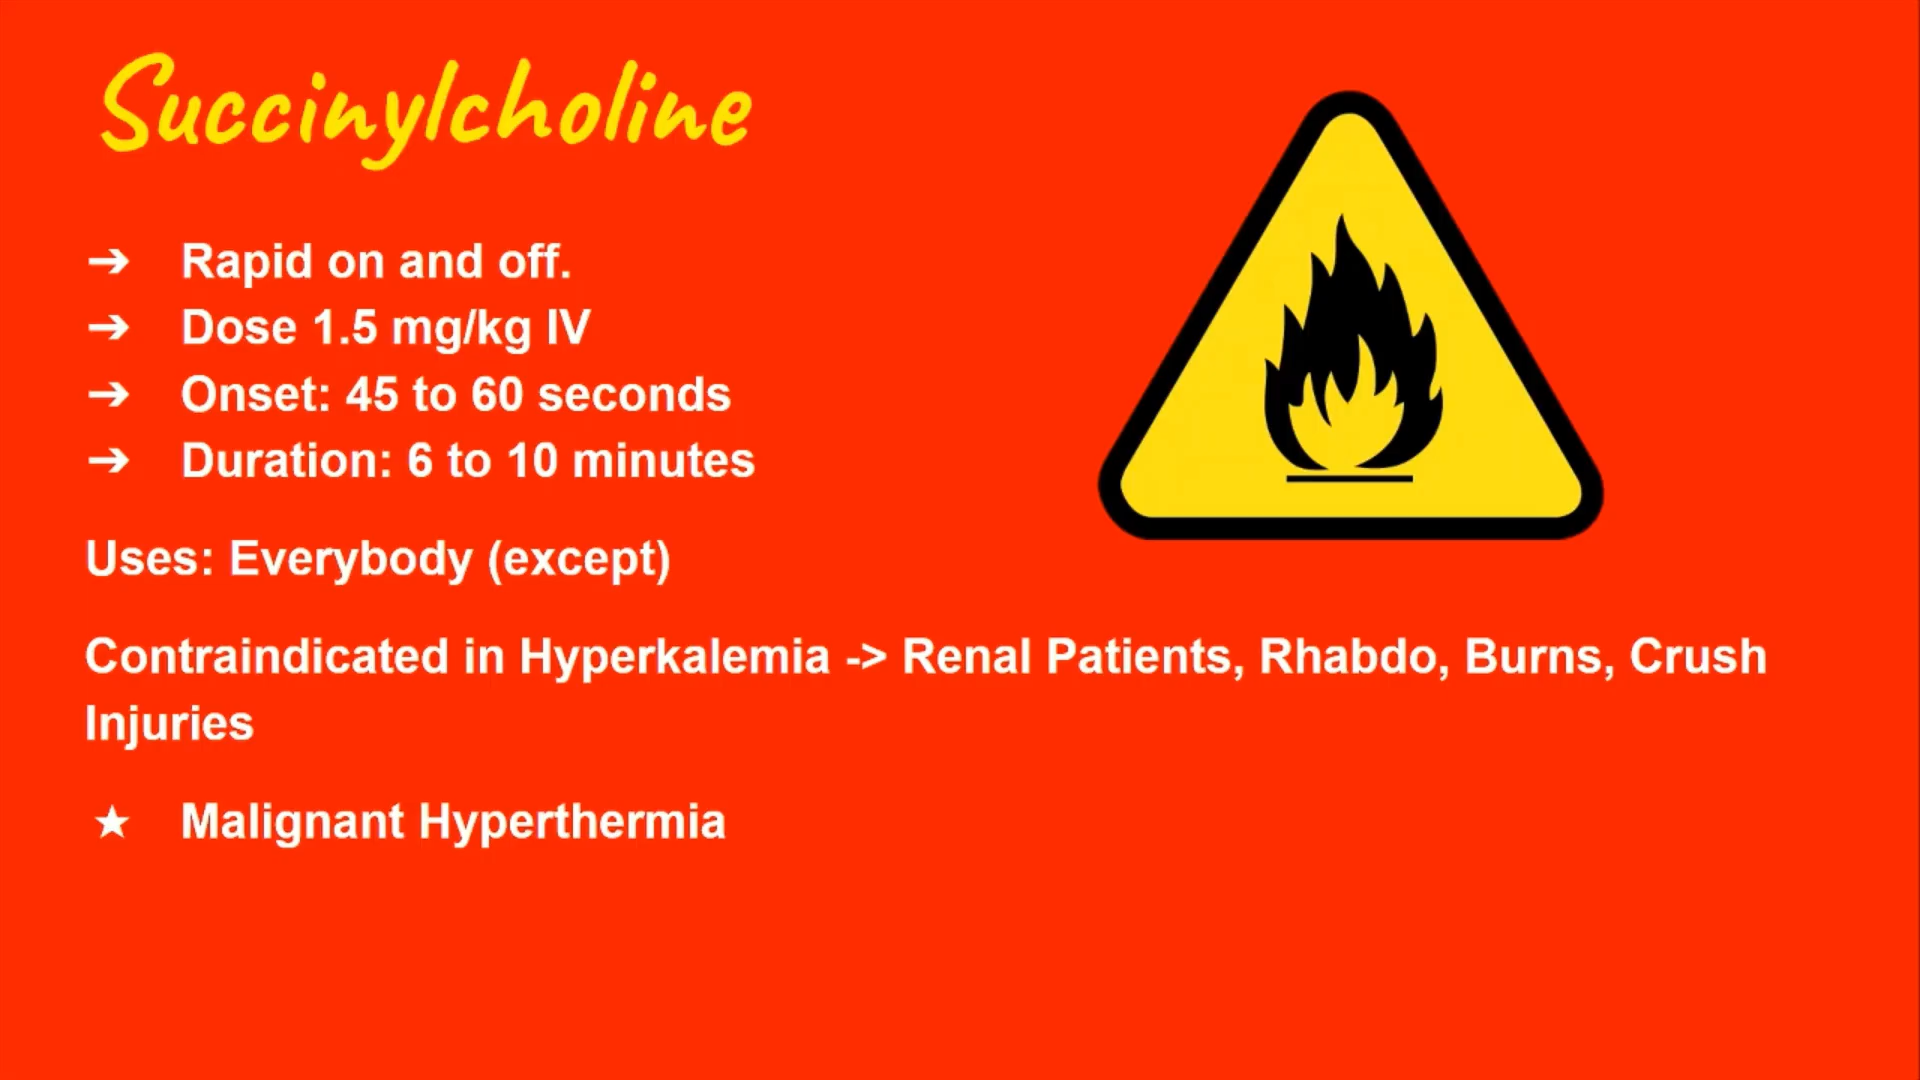 Succinylcholine
➔ Rapid on and off.
➔ Dose 1.5 mg/kg IV
➔ Onset: 45 to 60 seconds
➔ Duration: 6 to 10 minutes
Uses: Everybody (except)
Contraindicated in Hyperkalemia -> Renal Patients, Rhabdo, Burns, Crush
Injuries
★ Malignant Hyperthermia